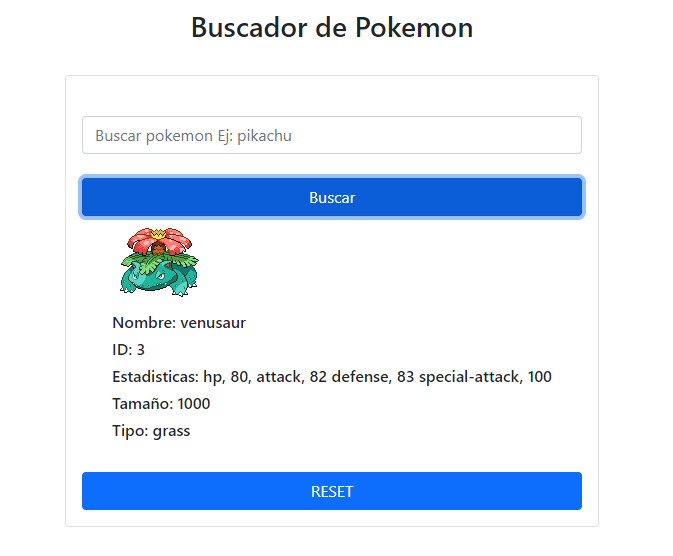 Buscador de Pokemon
Buscar pokemon Ej: pikachu
Buscar
Nombre: venusaur
ID: 3
Estadisticas: hp, 80, attack, 82 defense, 83 special-attack, 100
Tamaño: 1000
Tipo: grass
RESET